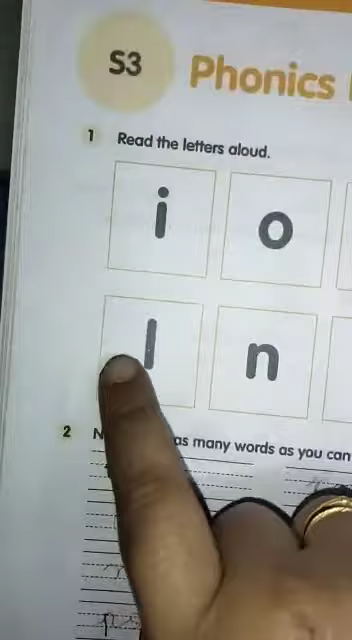 S3 Phonics
1 Read the letters aloud.
i o
l n
2 as many words as you can